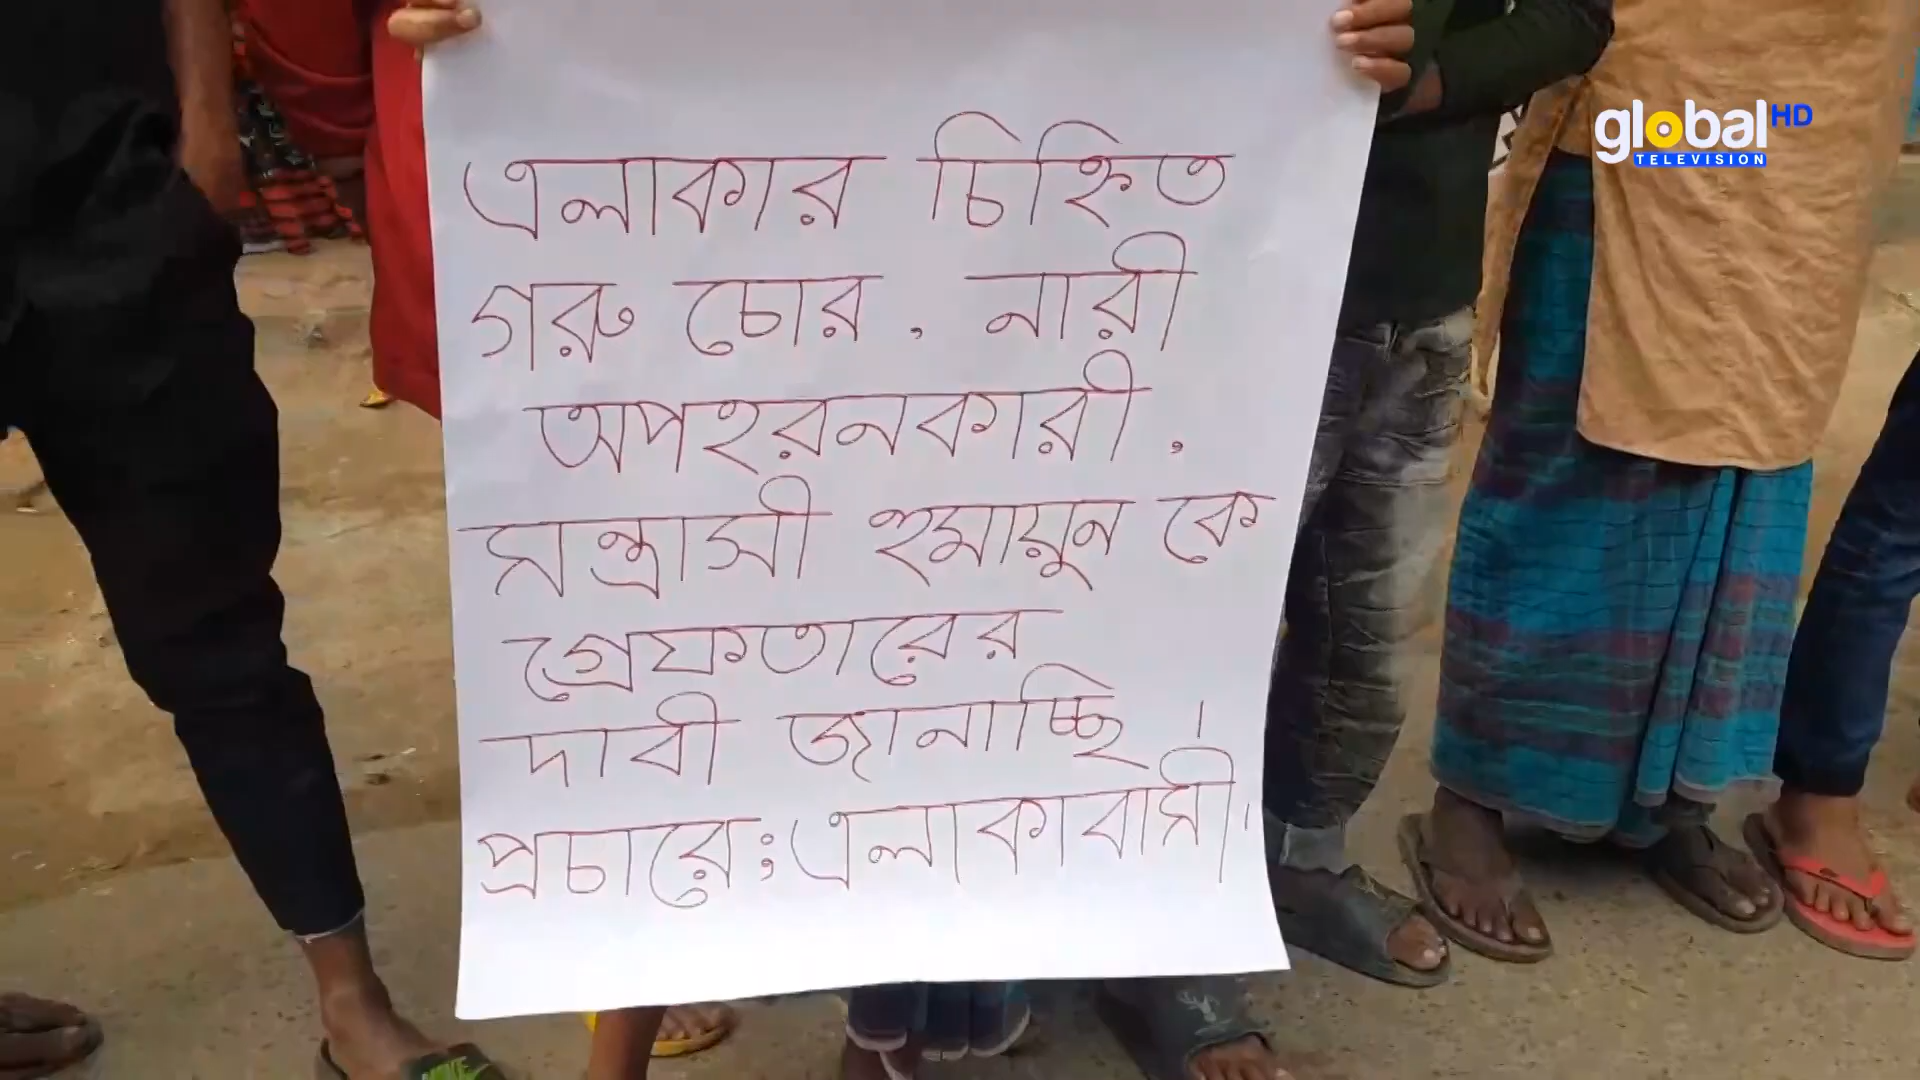 global HD
TELEVISION
এলাকার চিহ্নিত
গরু চোর, নারী
অপহরনকারী,
সন্ত্রাসী হুমায়ুন কে
গ্রেফতারের
দাবী জানাচ্ছি।
প্রচারেঃ এলাকাবাসী।